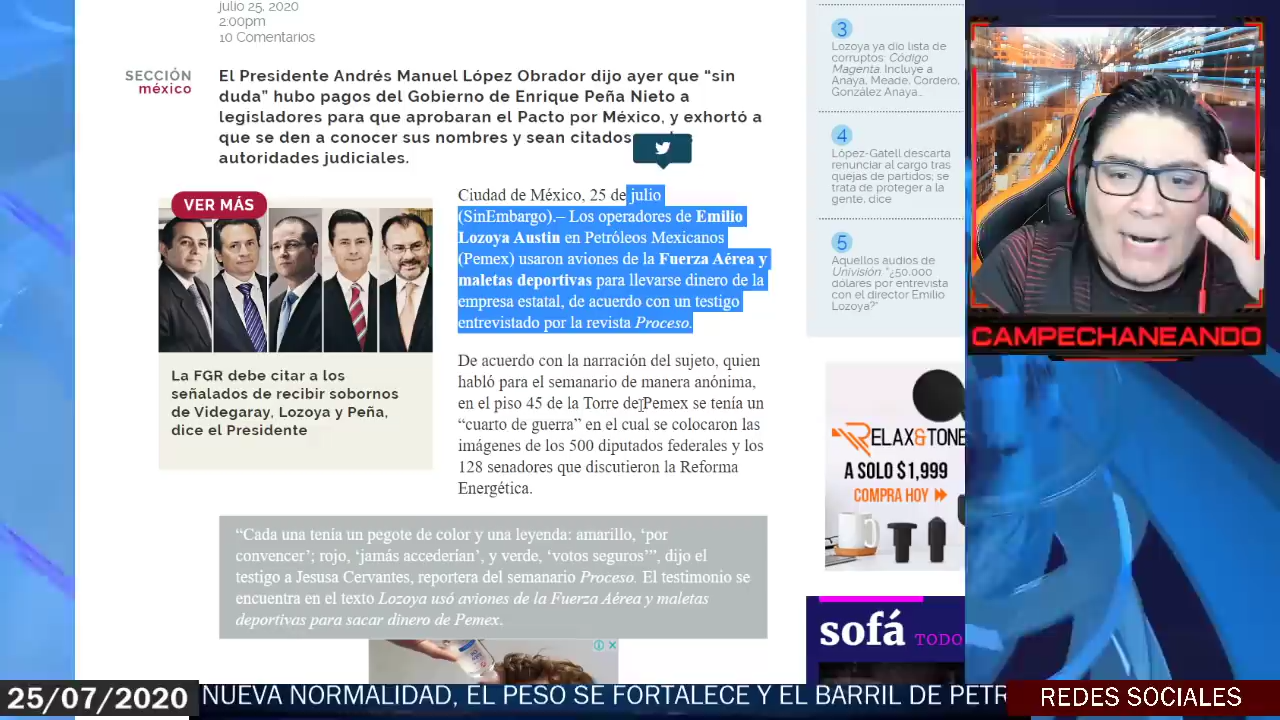 julio 25, 2020
2:00pm
10 Comentarios
SECCIÓN
méxico
El Presidente Andrés Manuel López Obrador dijo ayer que “sin
duda” hubo pagos del Gobierno de Enrique Peña Nieto a
legisladores para que aprobaran el Pacto por México, y exhortó a
que se den a conocer sus nombres y sean citados
autoridades judiciales.
VER MÁS
La FGR debe citar a los
señalados de recibir sobornos
de Videgaray, Lozoya y Peña,
dice el Presidente
Ciudad de México, 25 de julio
(SinEmbargo).– Los operadores de Emilio
Lozoya Austin en Petróleos Mexicanos
(Pemex) usaron aviones de la Fuerza Aérea y
maletas deportivas para llevarse dinero de la
empresa estatal, de acuerdo con un testigo
entrevistado por la revista Proceso.
De acuerdo con la narración del sujeto, quien
habló para el semanario de manera anónima,
en el piso 45 de la Torre de Pemex se tenía un
“cuarto de guerra” en el cual se colocaron las
imágenes de los 500 diputados federales y los
128 senadores que discutieron la Reforma
Energética.
“Cada una tenía un pegote de color y una leyenda: amarillo, ‘por
convencer’; rojo, ‘jamás accederían’, y verde, ‘votos seguros’”, dijo el
testigo a Jesusa Cervantes, reportera del semanario Proceso. El testimonio se
encuentra en el texto Lozoya usó aviones de la Fuerza Aérea y maletas
deportivas para sacar dinero de Pemex.
3
Lozoya ya dio lista de
corruptos: Código
Magenta. Incluye a
Anaya, Meade, Cordero,
González Anaya…
4
López-Gatell descarta
renunciar al cargo tras
quejas de partidos; se
trata de proteger a la
gente, dice
5
Aquellos audios de
Univisión: “¿50,000
dólares por entrevista
con el director Emilio
Lozoya?”
RELAX&TONE
A SOLO $1,999
COMPRA HOY
sofá TODO
CAMPECHANEANDO
25/07/2020
NUEVA NORMALIDAD, EL PESO SE FORTALECE Y EL BARRIL DE PETR
REDES SOCIALES